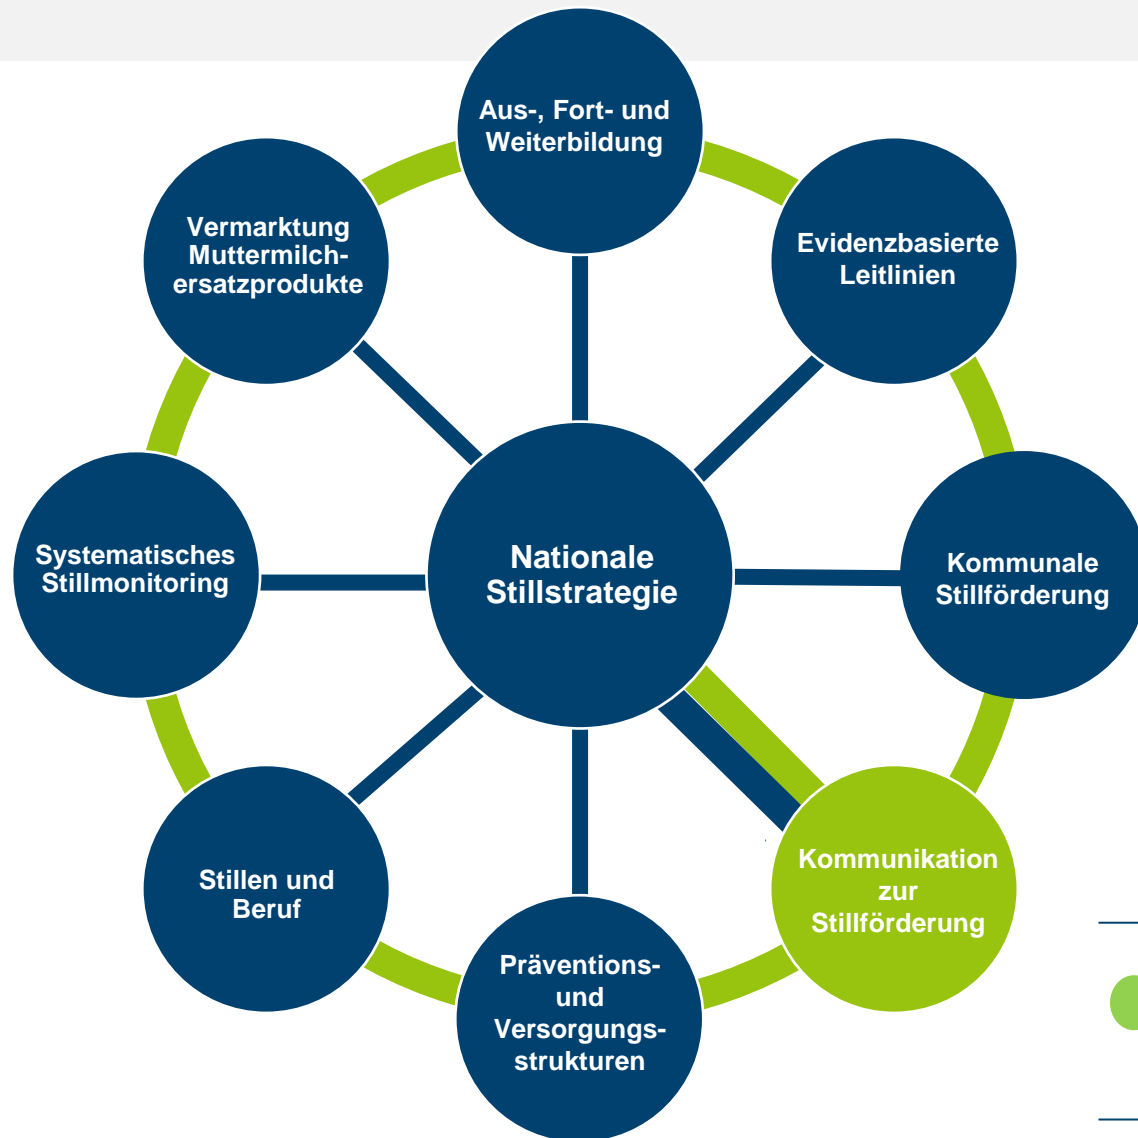 Aus-, Fort- und
Weiterbildung
Evidenzbasierte
Leitlinien
Kommunale
Stillförderung
Kommunikation
zur
Stillförderung
Präventions-
und
Versorgungs-
strukturen
Stillen und
Beruf
Systematisches
Stillmonitoring
Vermarktung
Muttermilch-
ersatzprodukte
Nationale
Stillstrategie